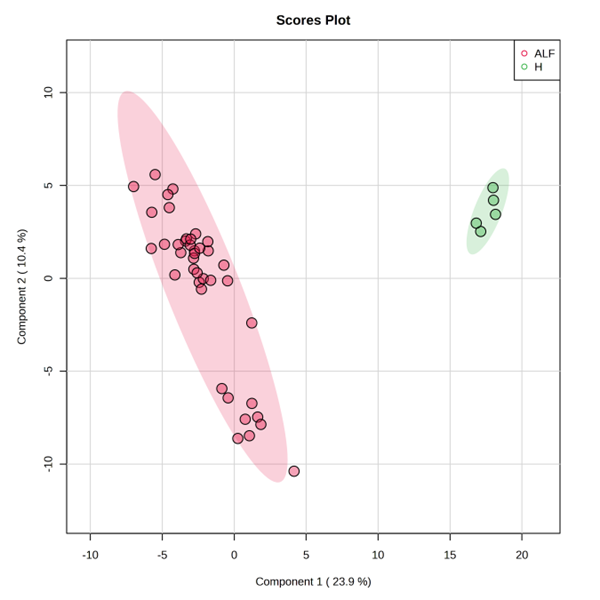 Scores Plot
ALF
H
10
5
0
-5
-10
Component 2 ( 10.4 %)
-10 -5 0 5 10 15 20
Component 1 ( 23.9 %)